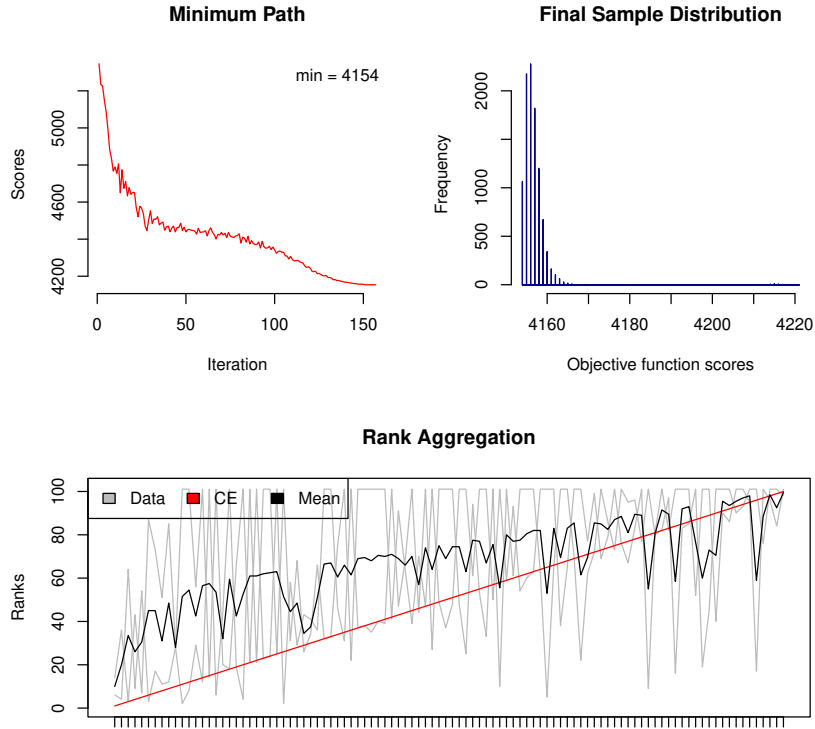 Minimum Path
min = 4154
Scores
4200 4600 5000
0 50 100 150
Iteration
Final Sample Distribution
Frequency
0 500 1000 2000
4160 4180 4200 4220
Objective function scores
Rank Aggregation
Data CE Mean
Ranks
0 20 40 60 80 100